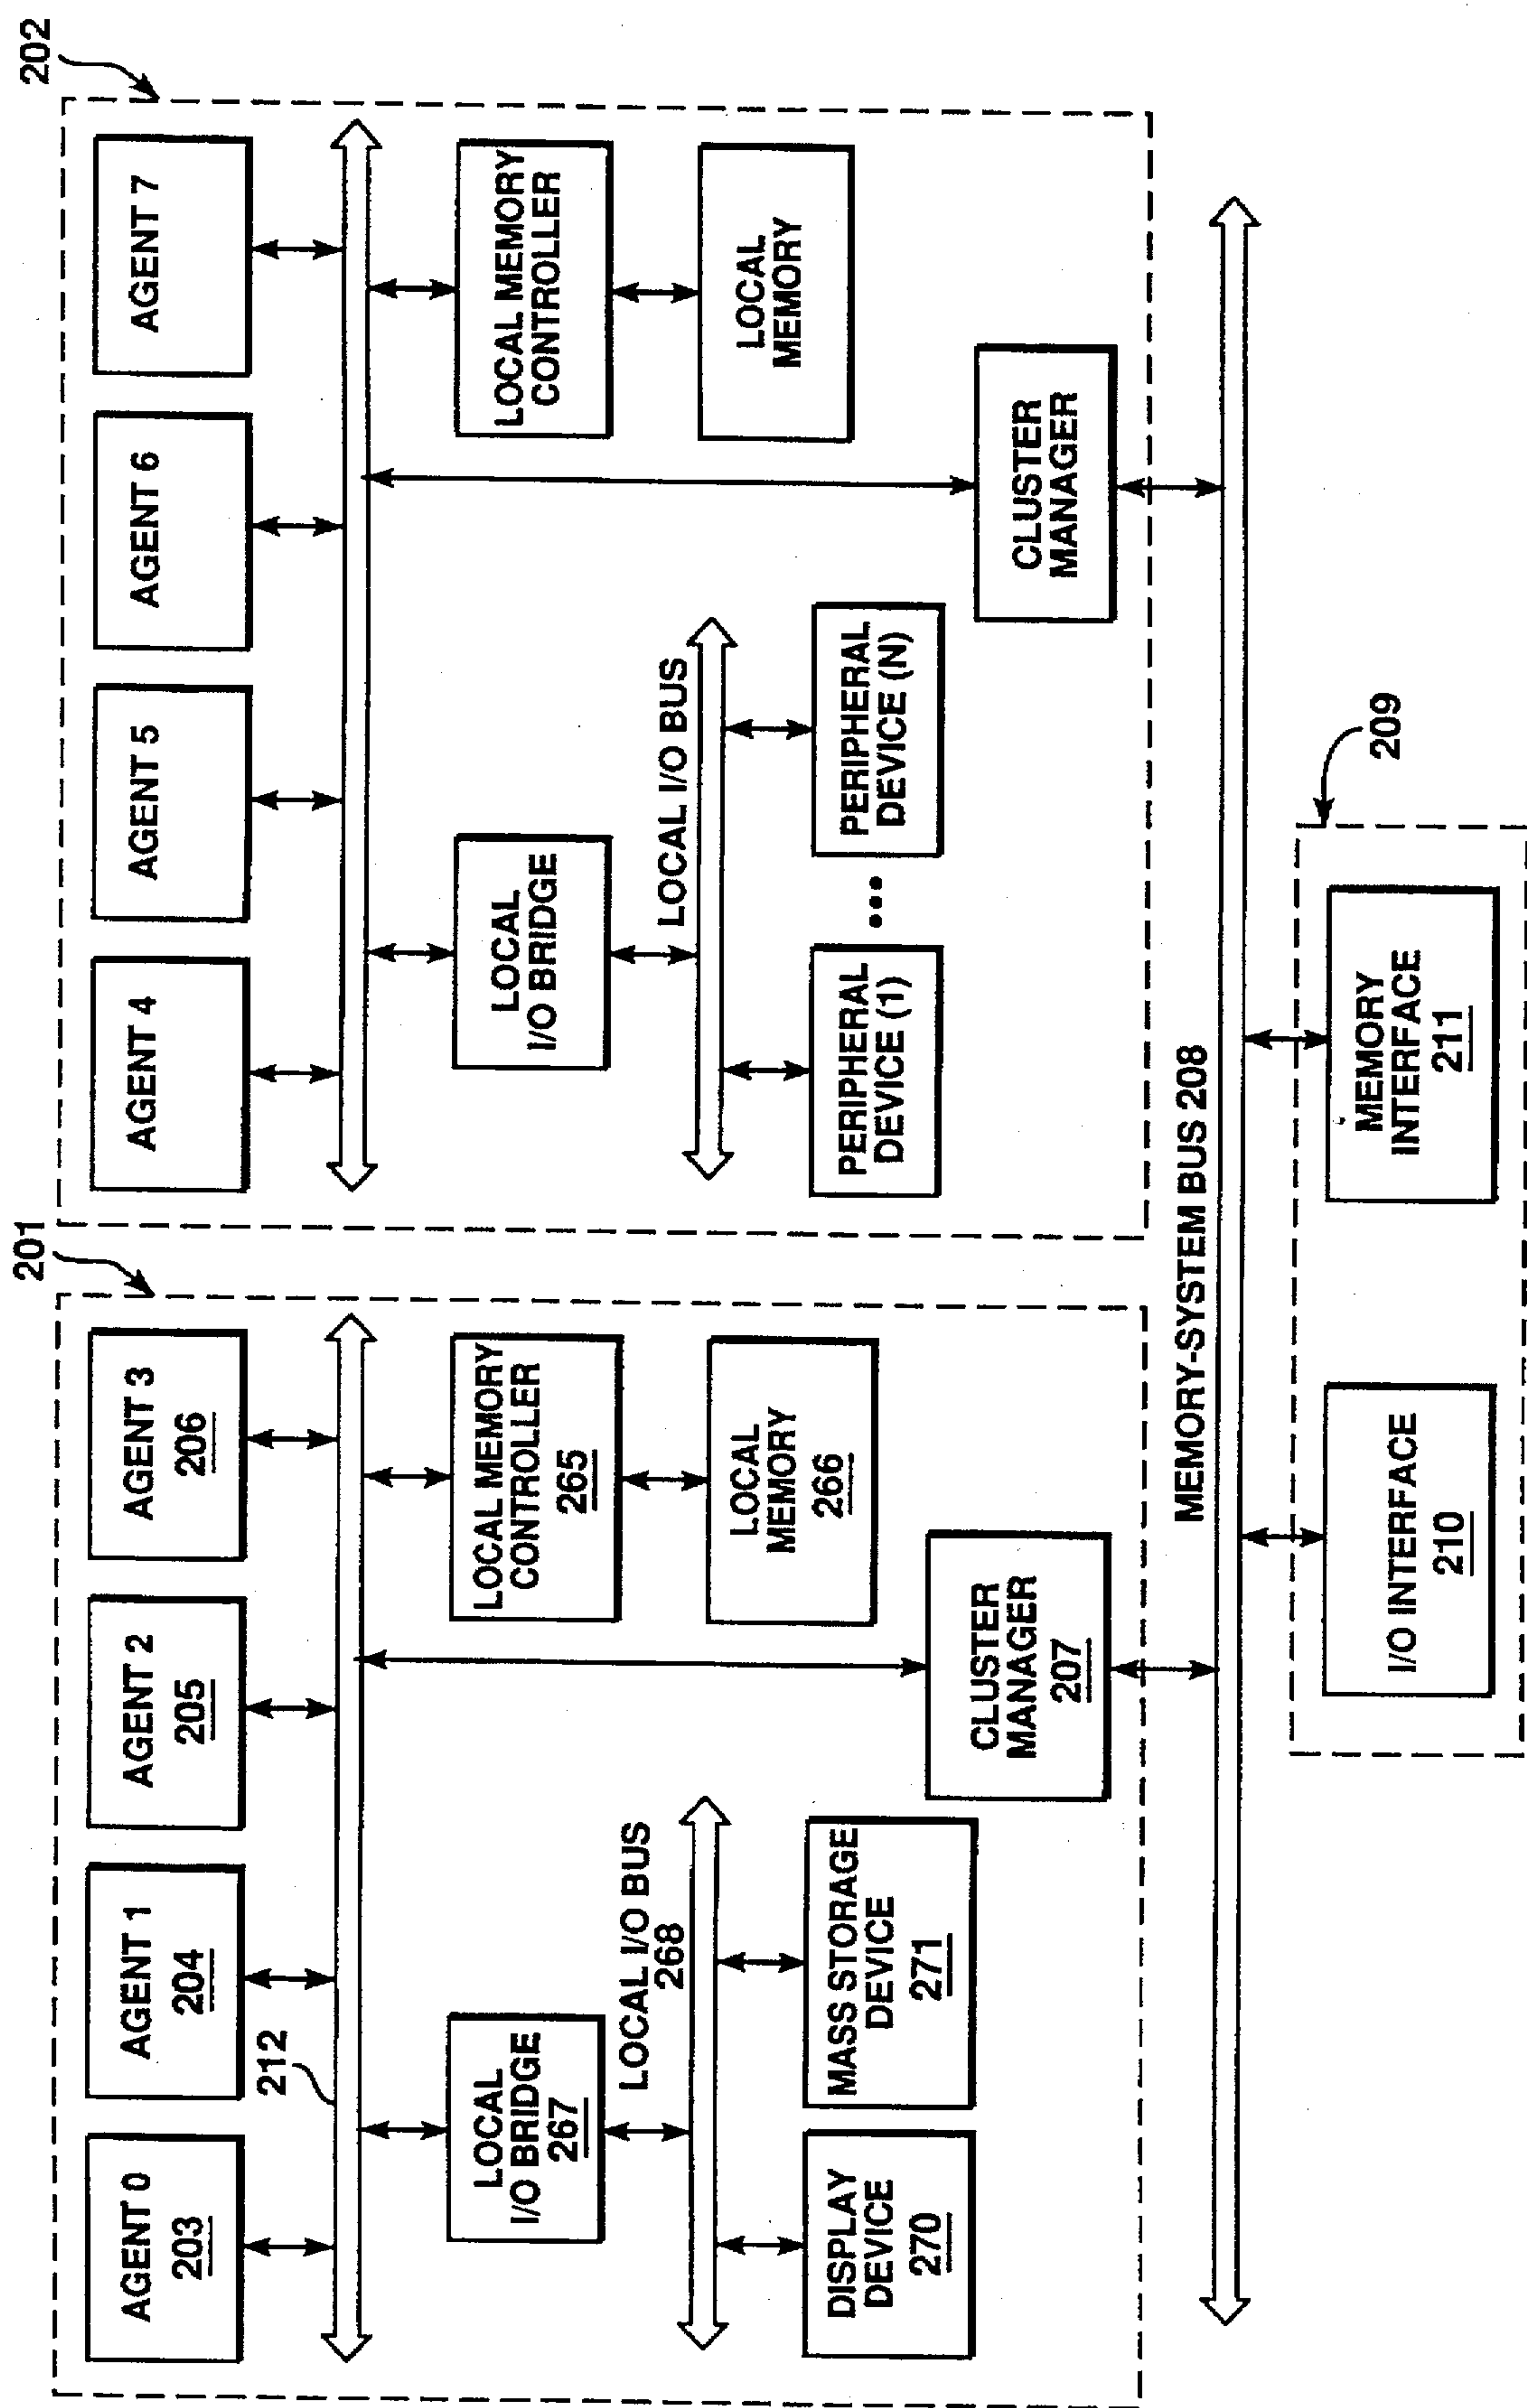 201
AGENT 0
203
AGENT 1
204
AGENT 2
205
AGENT 3
206
212
LOCAL
I/O BRIDGE
267
LOCAL MEMORY
CONTROLLER
265
LOCAL I/O BUS
268
LOCAL
MEMORY
266
DISPLAY
DEVICE
270
MASS STORAGE
DEVICE
271
CLUSTER
MANAGER
207
202
AGENT 4
AGENT 5
AGENT 6
AGENT 7
LOCAL
I/O BRIDGE
LOCAL MEMORY
CONTROLLER
LOCAL I/O BUS
LOCAL
MEMORY
PERIPHERAL
DEVICE (1)
•••
PERIPHERAL
DEVICE (N)
CLUSTER
MANAGER
MEMORY-SYSTEM BUS 208
209
I/O INTERFACE
210
MEMORY
INTERFACE
211